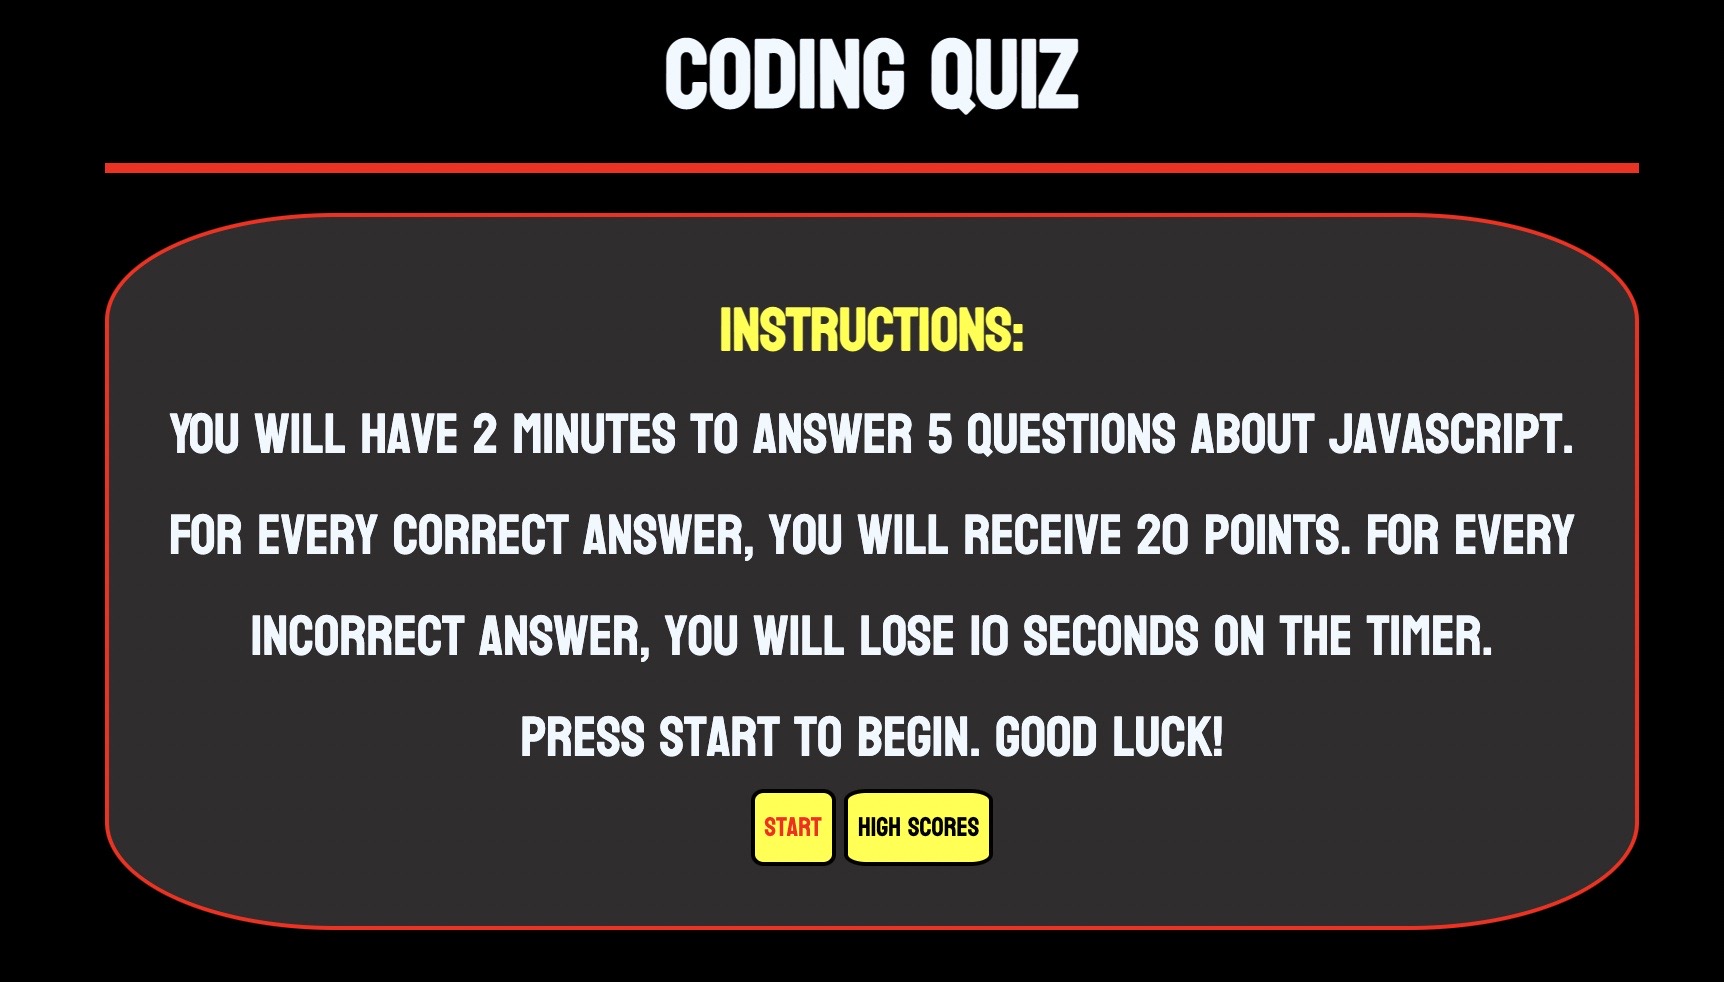 CODING QUIZ
INSTRUCTIONS:
YOU WILL HAVE 2 MINUTES TO ANSWER 5 QUESTIONS ABOUT JAVASCRIPT.
FOR EVERY CORRECT ANSWER, YOU WILL RECEIVE 20 POINTS. FOR EVERY
INCORRECT ANSWER, YOU WILL LOSE 10 SECONDS ON THE TIMER.
PRESS START TO BEGIN. GOOD LUCK!
START HIGH SCORES